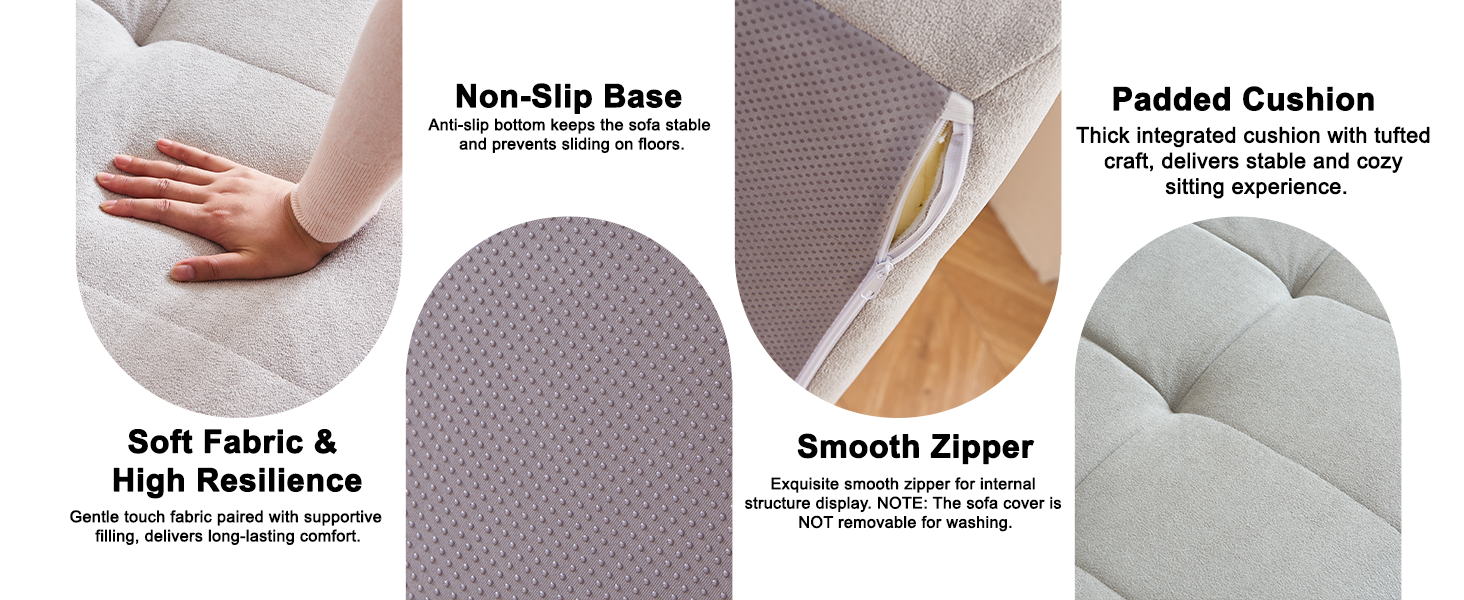 Soft Fabric &
High Resilience
Gentle touch fabric paired with supportive
filling, delivers long-lasting comfort.
Non-Slip Base
Anti-slip bottom keeps the sofa stable
and prevents sliding on floors.
Smooth Zipper
Exquisite smooth zipper for internal
structure display. NOTE: The sofa cover is
NOT removable for washing.
Padded Cushion
Thick integrated cushion with tufted
craft, delivers stable and cozy
sitting experience.